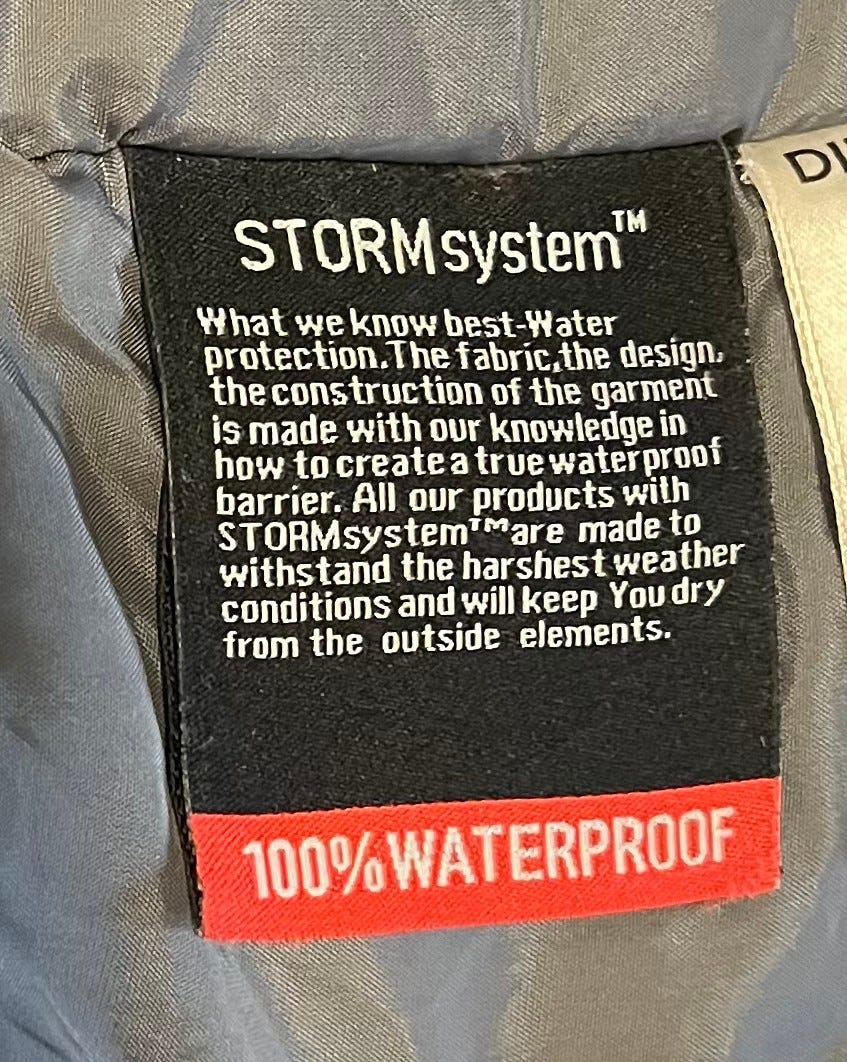 STORMsystem™
What we know best-Water
protection.The fabric,the design,
the construction of the garment
is made with our knowledge in
how to create a true waterproof
barrier. All our products with
STORMsystem™are made to
withstand the harshest weather
conditions and will keep You dry
from the outside elements.
100% WATERPROOF